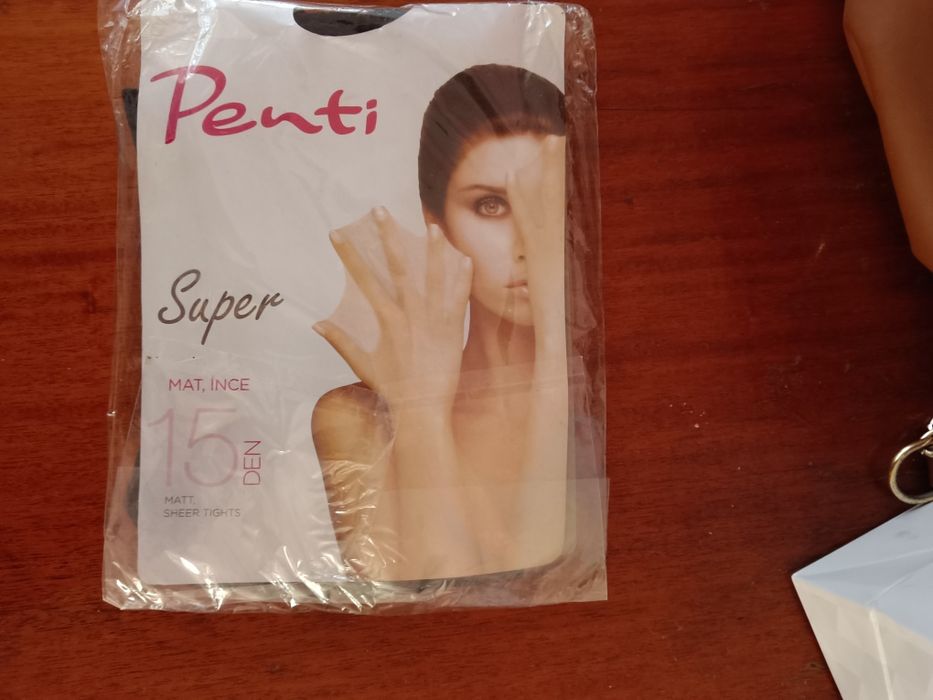 Penti
Super
MAT, İNCE
15
DEN
MATT,
SHEER TIGHTS